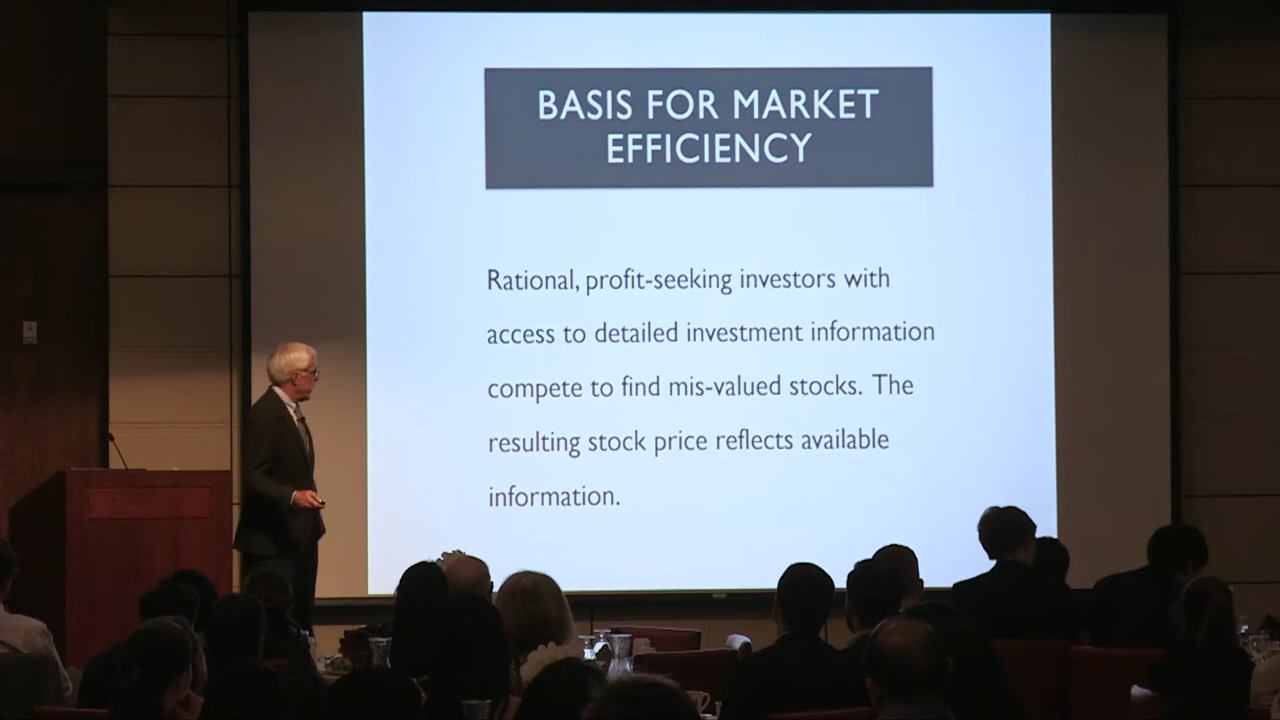 BASIS FOR MARKET
EFFICIENCY
Rational, profit-seeking investors with
access to detailed investment information
compete to find mis-valued stocks. The
resulting stock price reflects available
information.